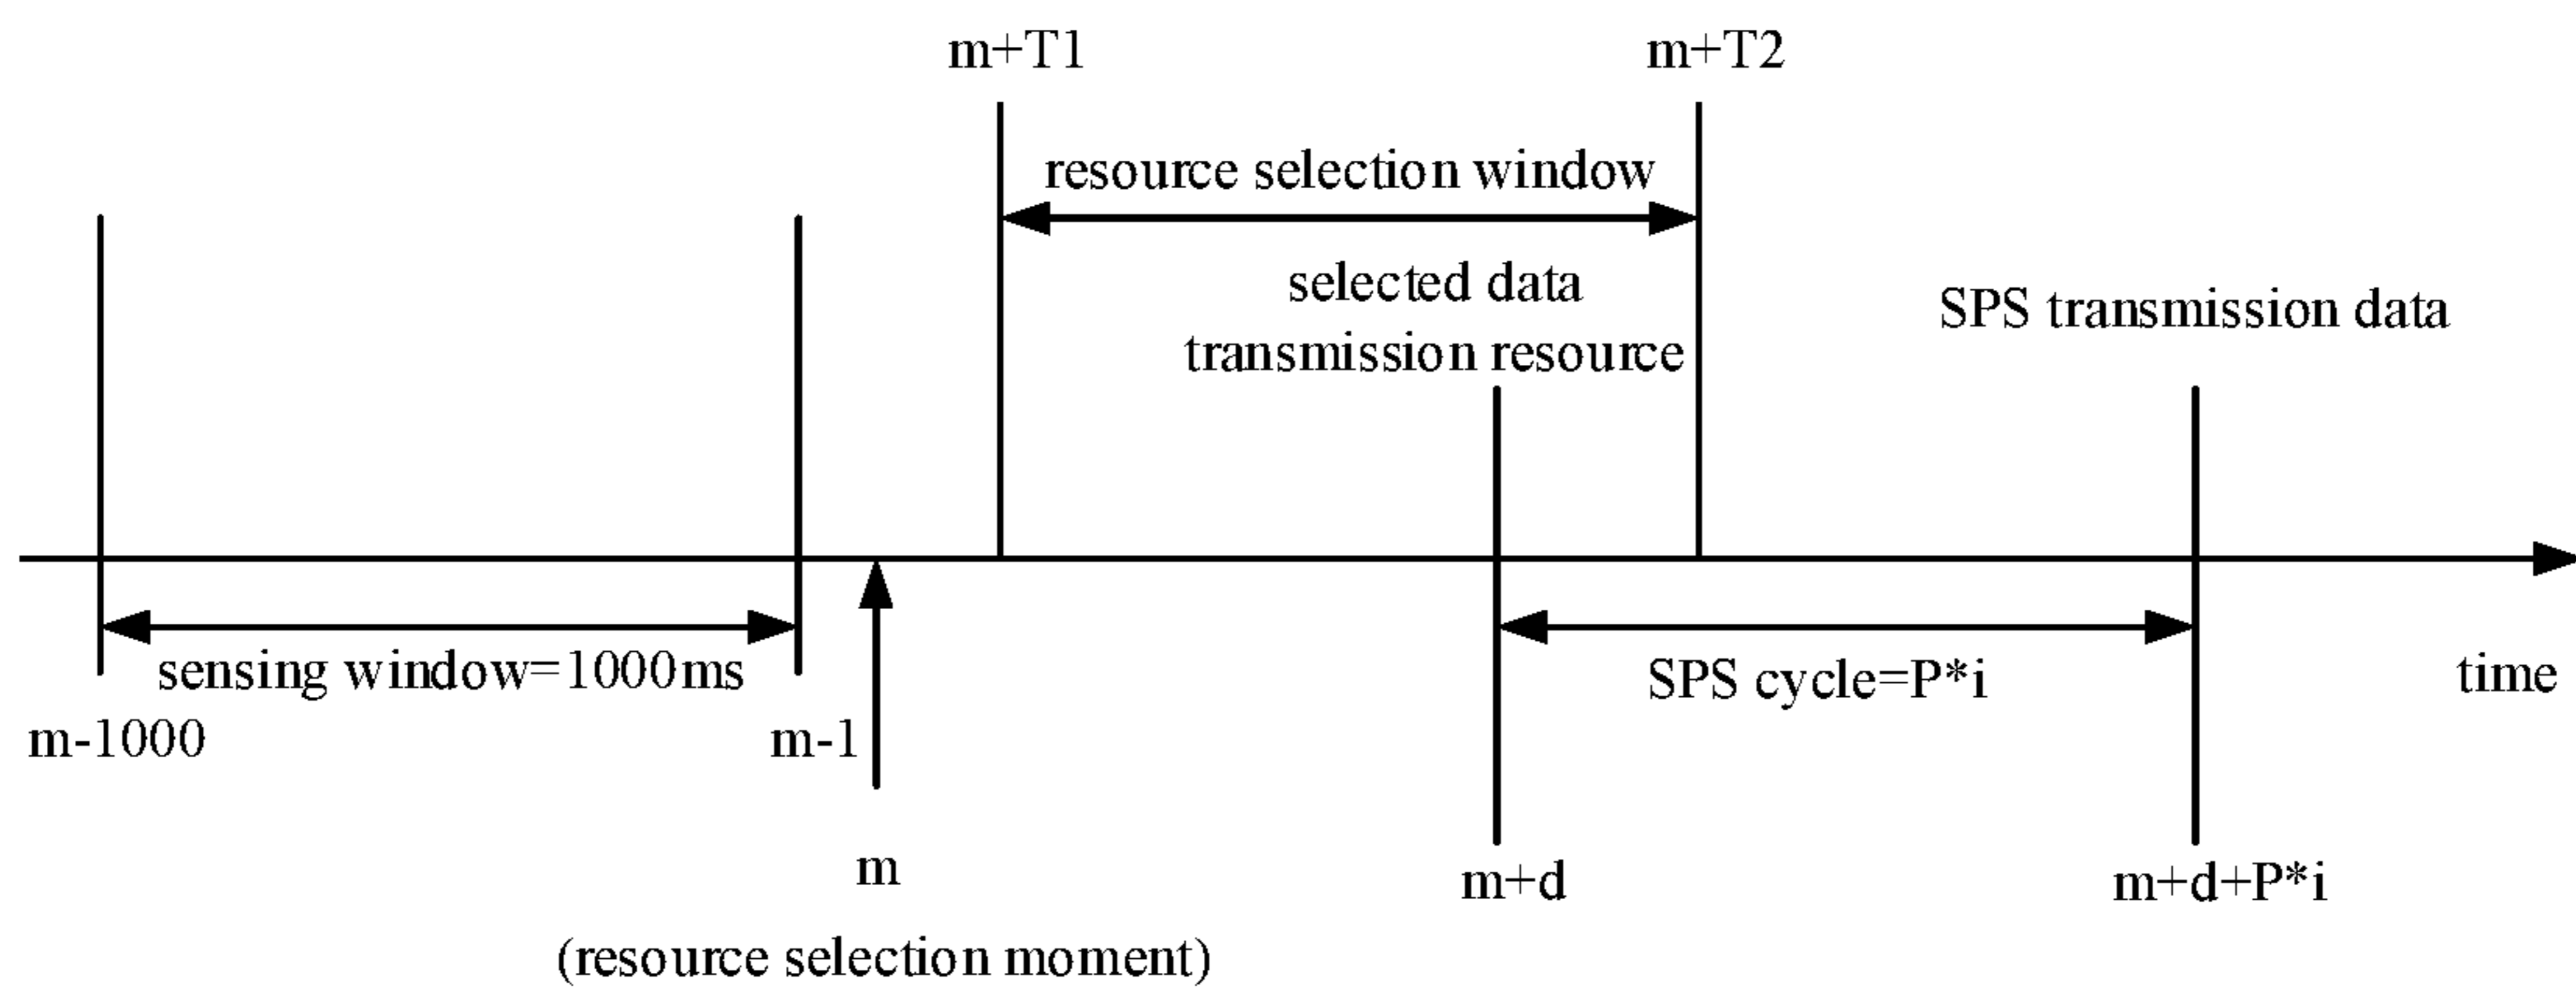 m+T1
m+T2
resource selection window
selected data
transmission resource
SPS transmission data
sensing window=1000ms
SPS cycle=P*i
time
m-1000
m-1
m
m+d
m+d+P*i
(resource selection moment)